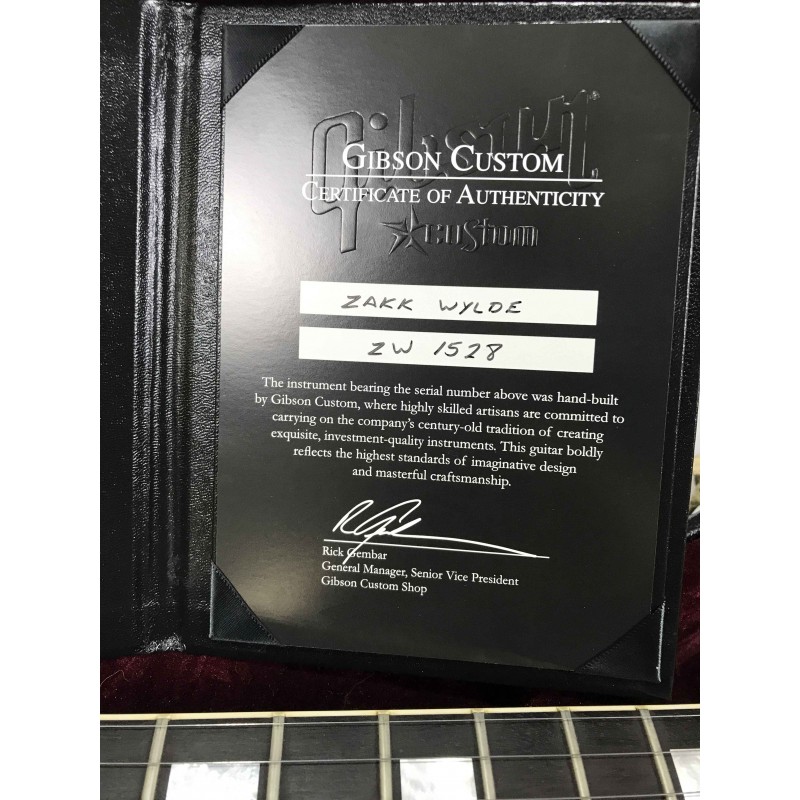 Gibson
GIBSON CUSTOM
CERTIFICATE OF AUTHENTICITY
custom
ZAKK WYLDE
ZW 1528
The instrument bearing the serial number above was hand-built
by Gibson Custom, where highly skilled artisans are committed to
carrying on the company's century-old tradition of creating
exquisite, investment-quality instruments. This guitar boldly
reflects the highest standards of imaginative design
and masterful craftsmanship.
Rick Gembar
General Manager, Senior Vice President
Gibson Custom Shop